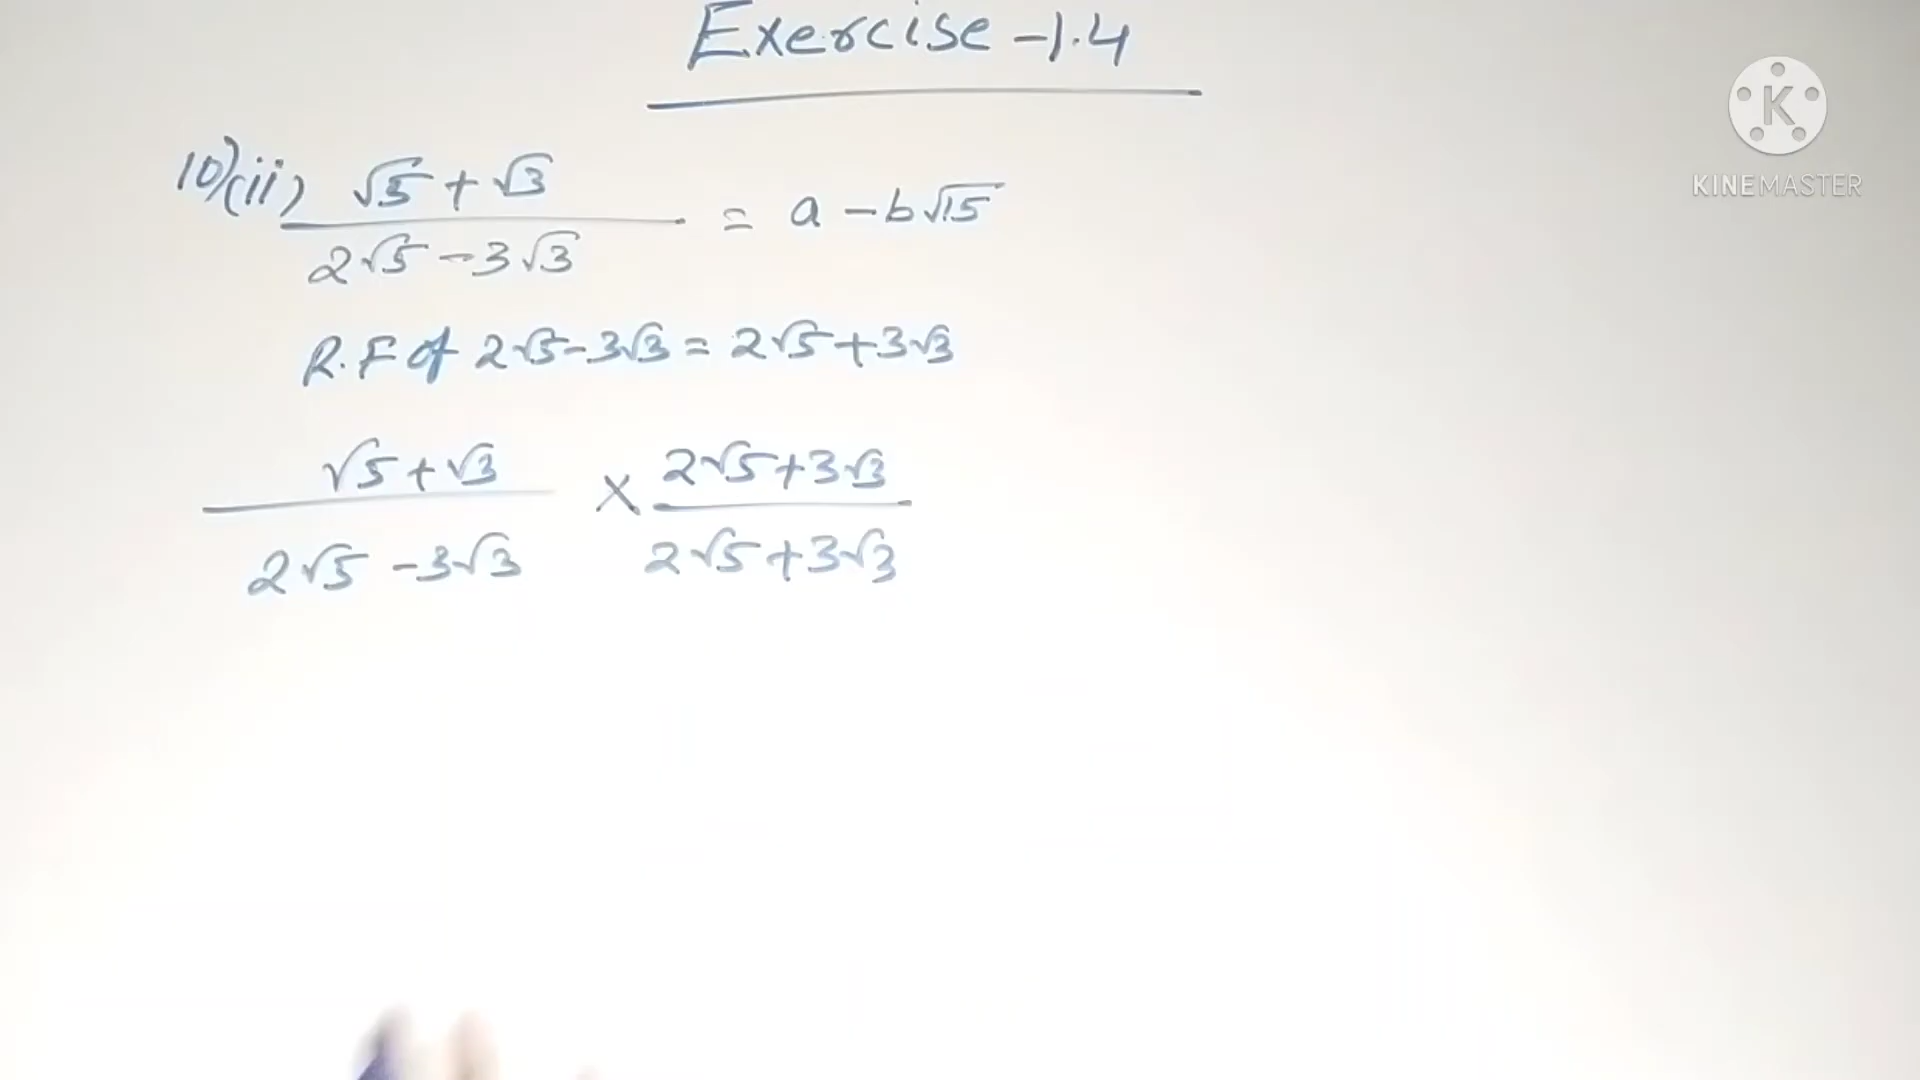 Exercise -1.4
10)(ii) √5 + √3 / 2√5 - 3√3 = a - b√15
R.F of 2√5 - 3√3 = 2√5 + 3√3
√5 + √3 / 2√5 - 3√3 × 2√5 + 3√3 / 2√5 + 3√3
K
KINEMASTER